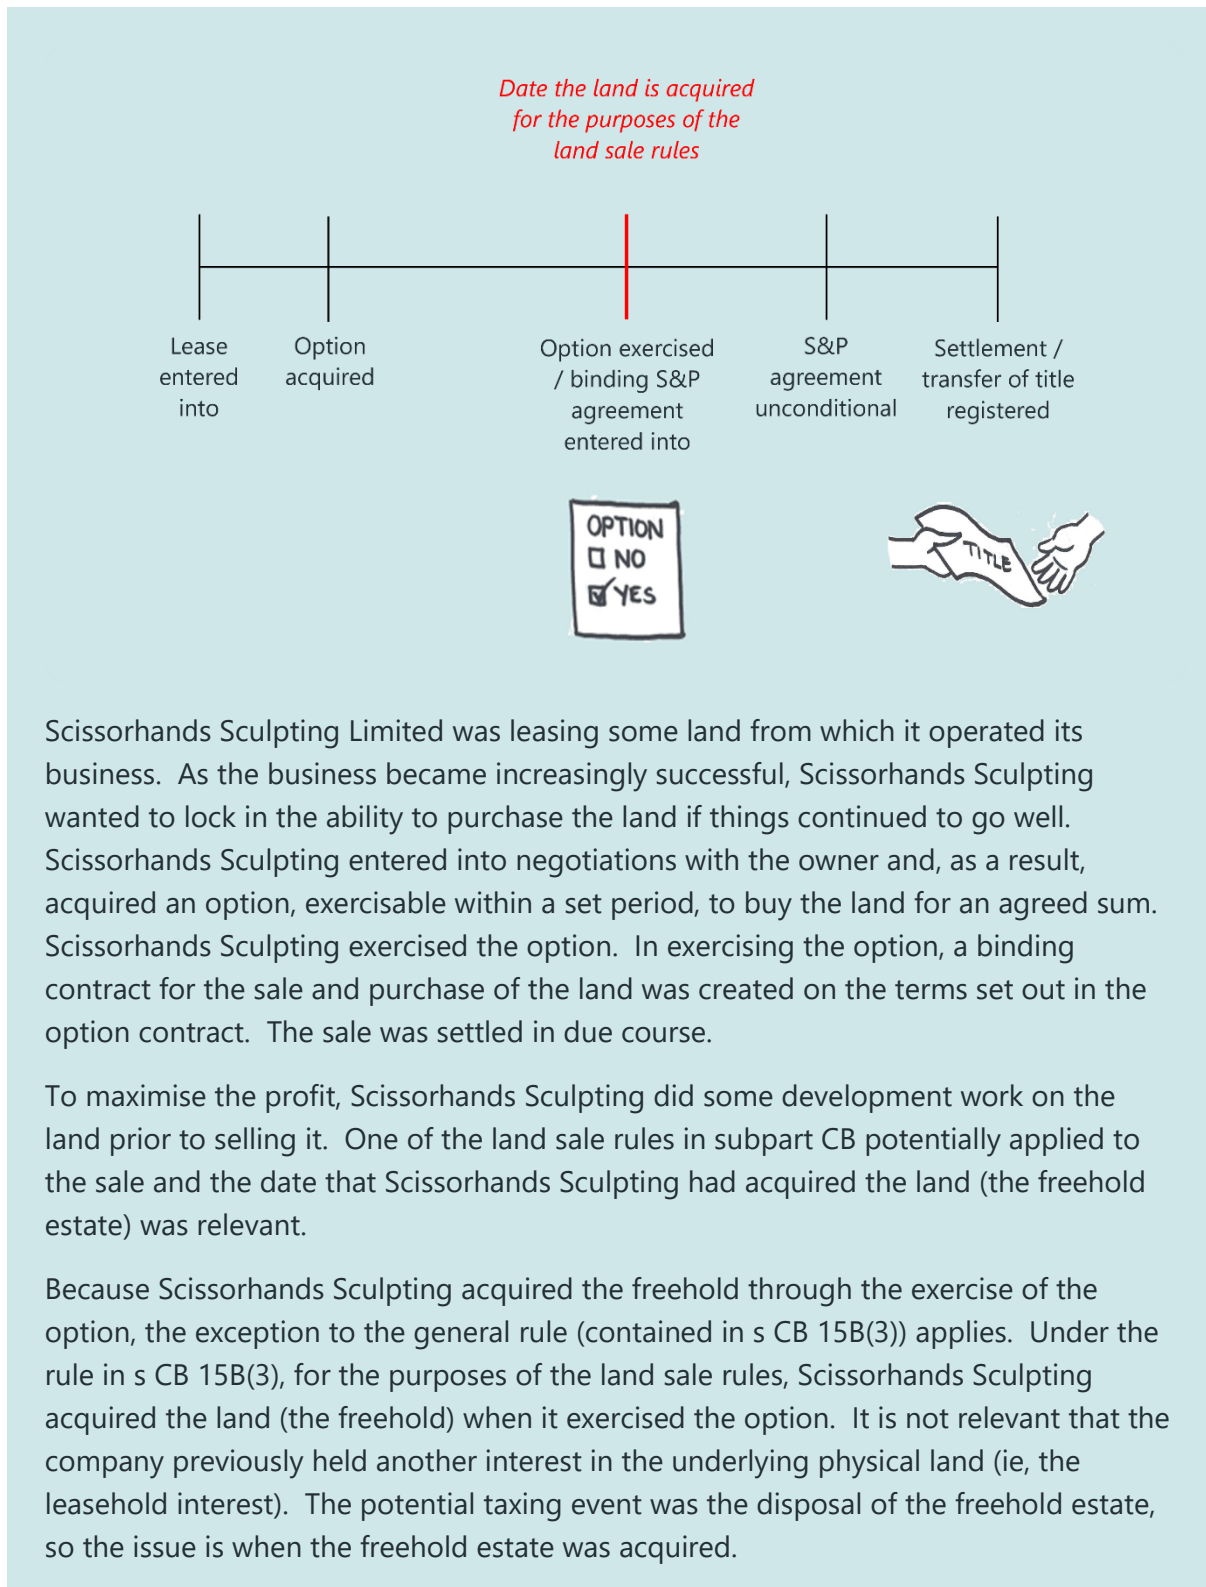 Date the land is acquired
for the purposes of the
land sale rules
Lease
entered
into
Option
acquired
Option exercised
/ binding S&P
agreement
entered into
S&P
agreement
unconditional
Settlement /
transfer of title
registered
OPTION
NO
YES
TITLE
Scissorhands Sculpting Limited was leasing some land from which it operated its
business.  As the business became increasingly successful, Scissorhands Sculpting
wanted to lock in the ability to purchase the land if things continued to go well.
Scissorhands Sculpting entered into negotiations with the owner and, as a result,
acquired an option, exercisable within a set period, to buy the land for an agreed sum.
Scissorhands Sculpting exercised the option.  In exercising the option, a binding
contract for the sale and purchase of the land was created on the terms set out in the
option contract.  The sale was settled in due course.
To maximise the profit, Scissorhands Sculpting did some development work on the
land prior to selling it.  One of the land sale rules in subpart CB potentially applied to
the sale and the date that Scissorhands Sculpting had acquired the land (the freehold
estate) was relevant.
Because Scissorhands Sculpting acquired the freehold through the exercise of the
option, the exception to the general rule (contained in s CB 15B(3)) applies.  Under the
rule in s CB 15B(3), for the purposes of the land sale rules, Scissorhands Sculpting
acquired the land (the freehold) when it exercised the option.  It is not relevant that the
company previously held another interest in the underlying physical land (ie, the
leasehold interest).  The potential taxing event was the disposal of the freehold estate,
so the issue is when the freehold estate was acquired.